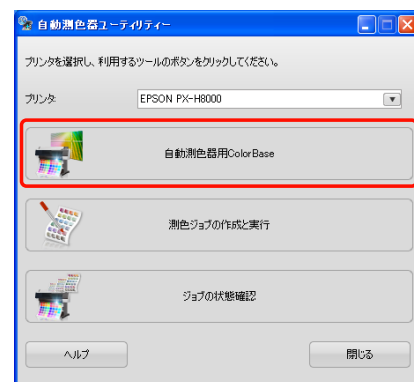 自動測色器ユーティリティー
プリンタを選択し、利用するツールのボタンをクリックしてください。
プリンタ EPSON PX-H8000
自動測色器用ColorBase
測色ジョブの作成と実行
ジョブの状態確認
ヘルプ 閉じる